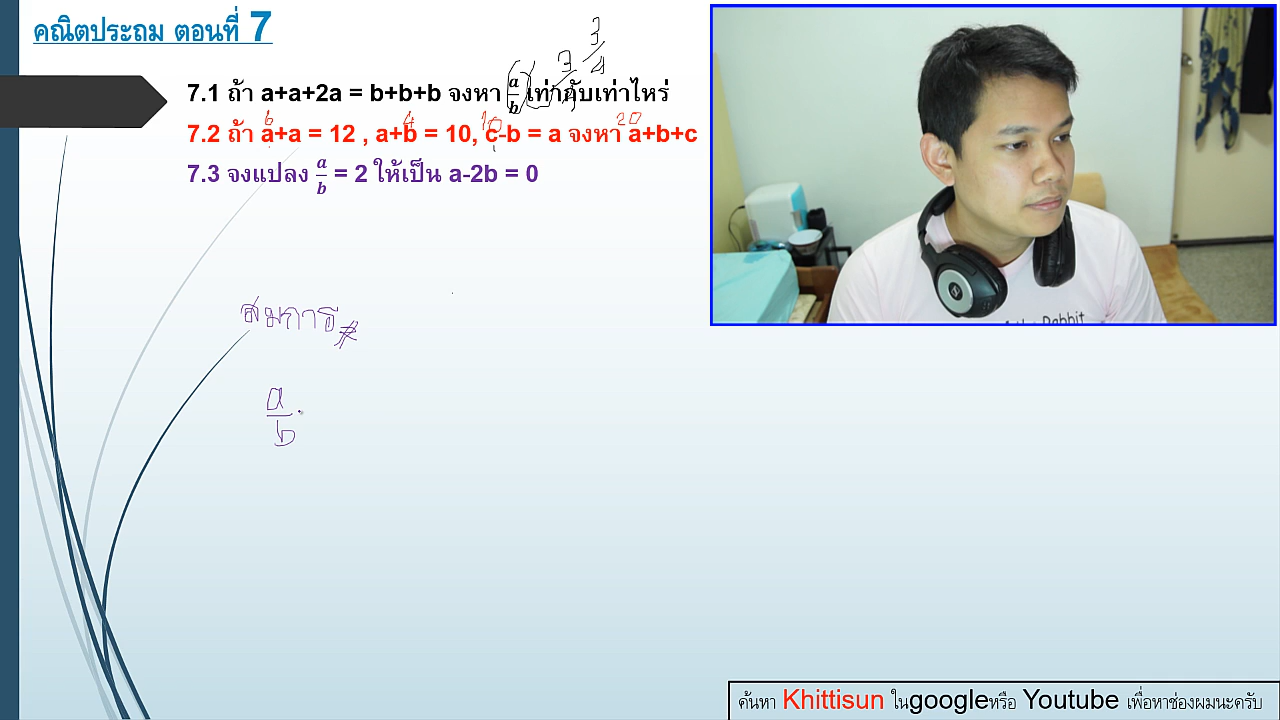 คณิตประถม ตอนที่ 7
3
3 4
7.1 ถ้า a+a+2a = b+b+b จงหา a/b เท่ากับเท่าไหร่
6 4 10 20
7.2 ถ้า a+a = 12 , a+b = 10, c-b = a จงหา a+b+c
7.3 จงแปลง a/b = 2 ให้เป็น a-2b = 0
สมการ #
a
b
ค้นหา Khittisun ในgoogleหรือ Youtube เพื่อหาช่องผมนะครับ